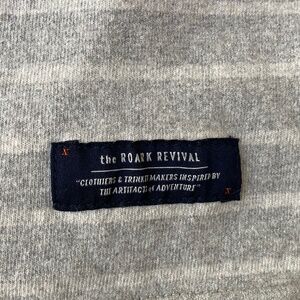 the ROARK REVIVAL
"CLOTHIERS & TRINKET MAKERS INSPIRED BY
THE ARTIFACTS of ADVENTURE"
X
X